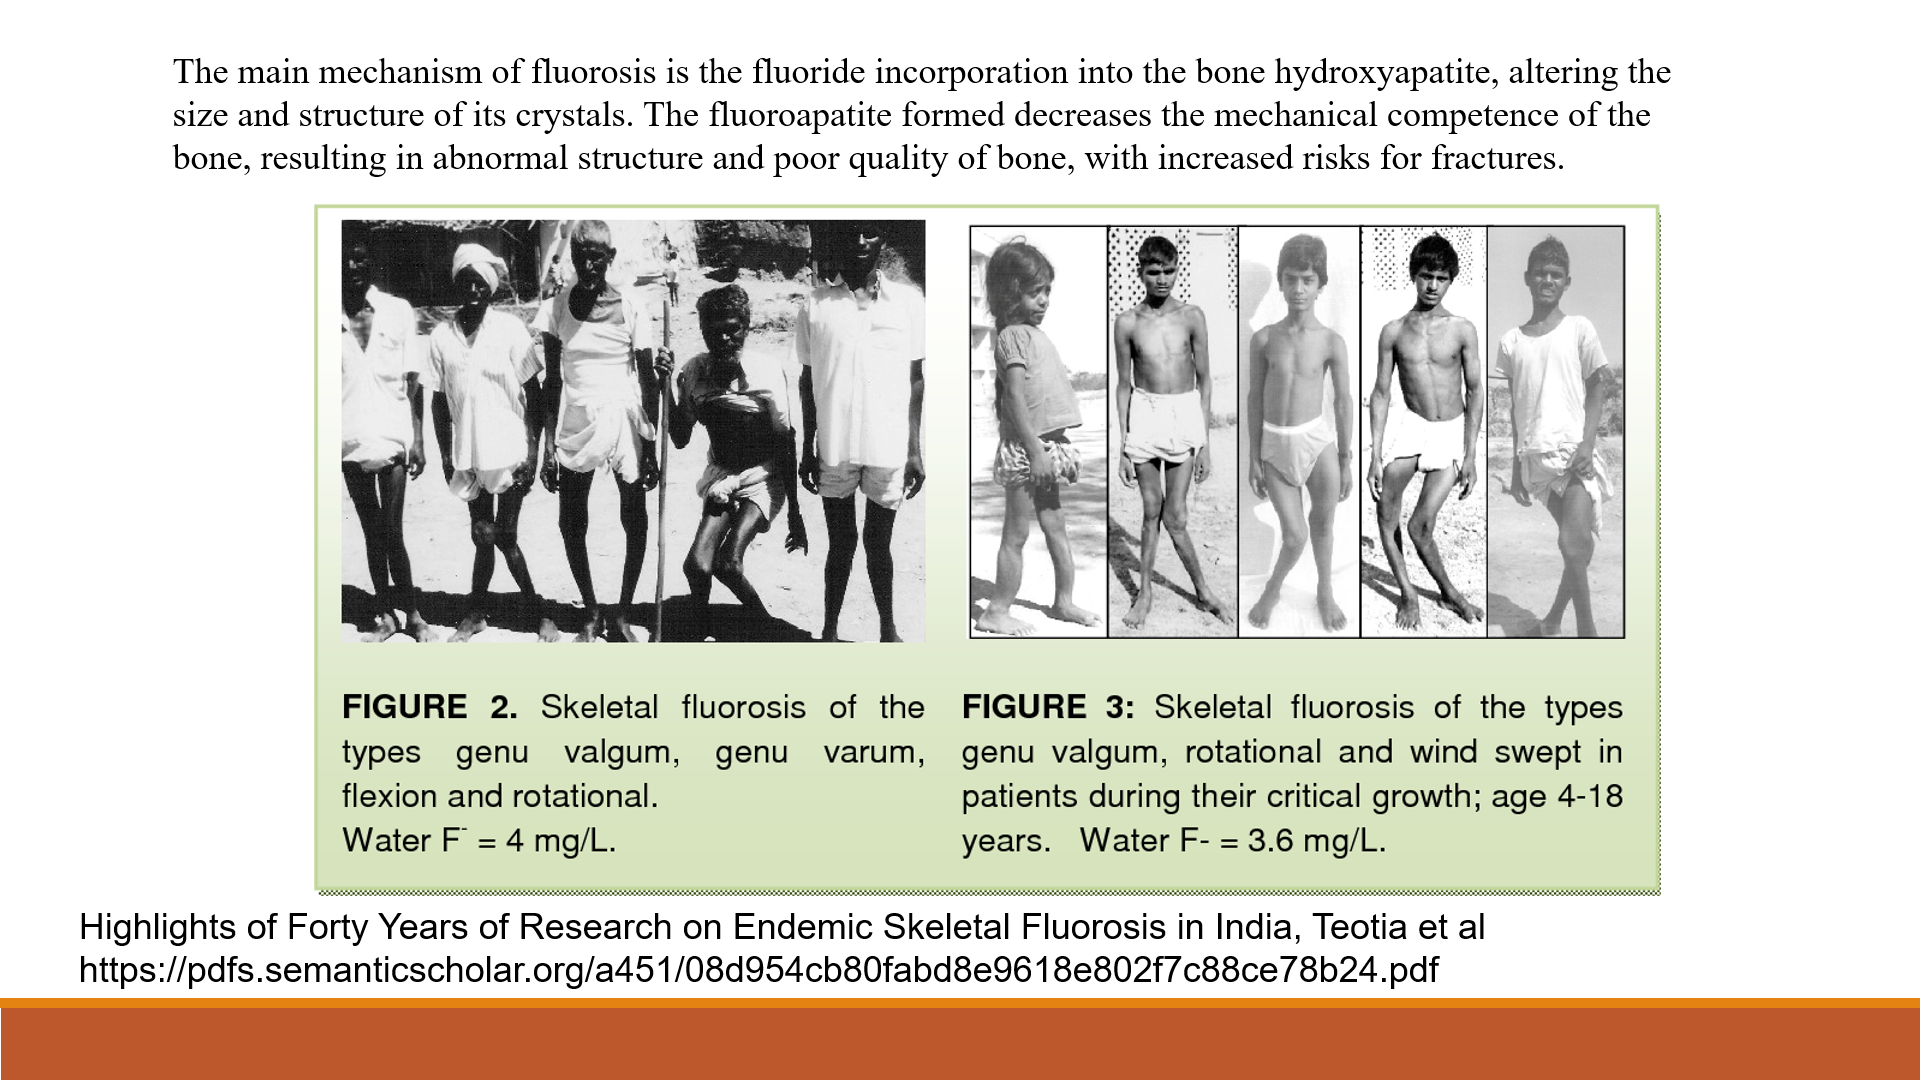 The main mechanism of fluorosis is the fluoride incorporation into the bone hydroxyapatite, altering the
size and structure of its crystals. The fluoroapatite formed decreases the mechanical competence of the
bone, resulting in abnormal structure and poor quality of bone, with increased risks for fractures.
FIGURE 2. Skeletal fluorosis of the
types genu valgum, genu varum,
flexion and rotational.
Water F⁻ = 4 mg/L.
FIGURE 3: Skeletal fluorosis of the types
genu valgum, rotational and wind swept in
patients during their critical growth; age 4-18
years. Water F- = 3.6 mg/L.
Highlights of Forty Years of Research on Endemic Skeletal Fluorosis in India, Teotia et al
https://pdfs.semanticscholar.org/a451/08d954cb80fabd8e9618e802f7c88ce78b24.pdf